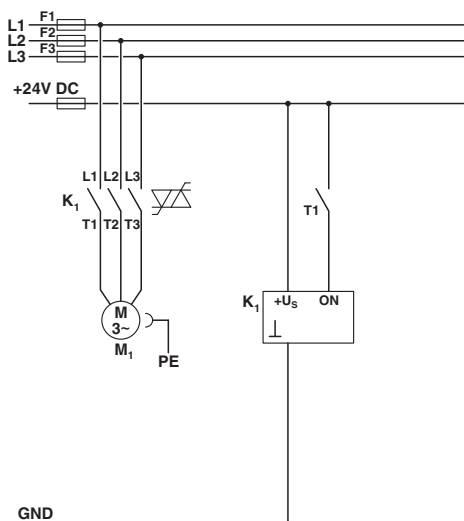 L1 F1
L2 F2
L3 F3
+24V DC
L1 L2 L3
K1
T1 T2 T3
T1
K1 +US ON
M
3~
M1
PE
GND